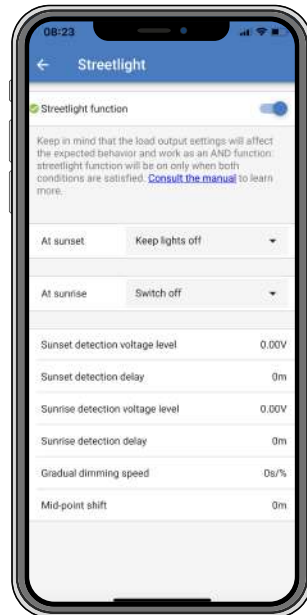 08:23
Streetlight
Streetlight function
Keep in mind that the load output settings will affect
the expected behavior and work as an AND function:
streetlight function will be on only when both
conditions are satisfied. Consult the manual to learn
more.
At sunset Keep lights off
At sunrise Switch off
Sunset detection voltage level 0.00V
Sunset detection delay 0m
Sunrise detection voltage level 0.00V
Sunrise detection delay 0m
Gradual dimming speed 0s/%
Mid-point shift 0m